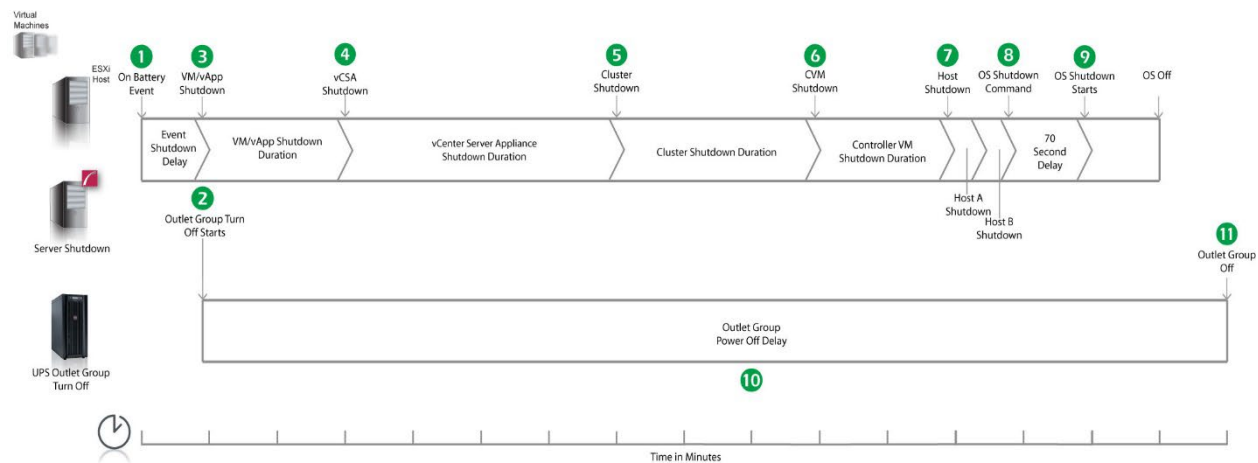 Virtual
Machines
ESXi
Host
1
On Battery
Event
3
VM/vApp
Shutdown
4
vCSA
Shutdown
5
Cluster
Shutdown
6
CVM
Shutdown
7
Host
Shutdown
8
OS Shutdown
Command
9
OS Shutdown
Starts
OS Off
Event
Shutdown
Delay
VM/vApp Shutdown
Duration
vCenter Server Appliance
Shutdown Duration
Cluster Shutdown Duration
Controller VM
Shutdown Duration
70
Second
Delay
Host A
Shutdown
Host B
Shutdown
Server Shutdown
2
Outlet Group Turn
Off Starts
11
Outlet Group
Off
Outlet Group
Power Off Delay
10
UPS Outlet Group
Turn Off
Time in Minutes